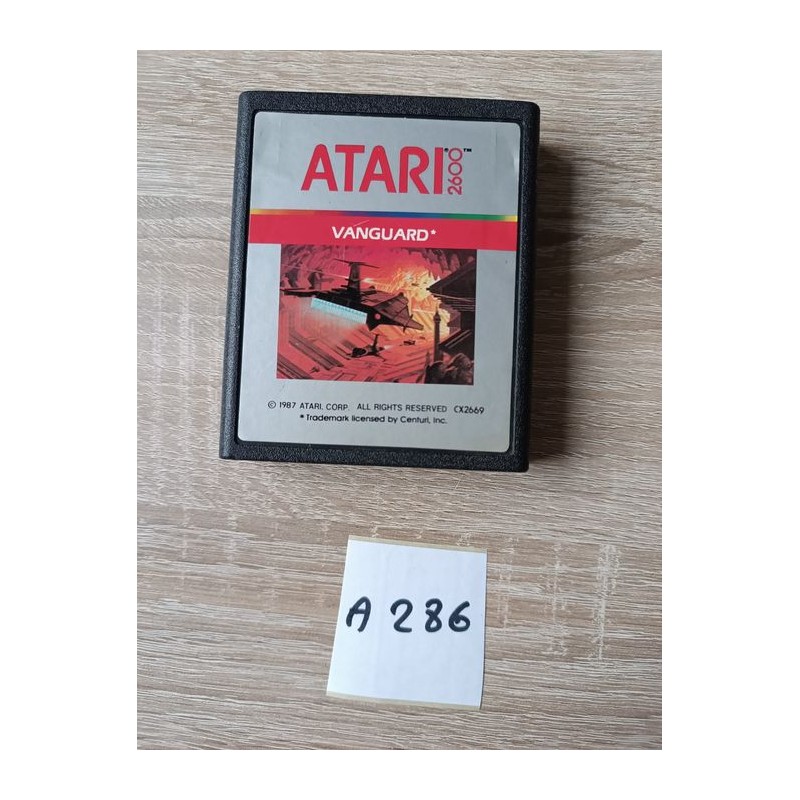 ATARI® 2600™
VANGUARD*
© 1987 ATARI, CORP. ALL RIGHTS RESERVED CX2669
* Trademark licensed by Centuri, Inc.
A 286